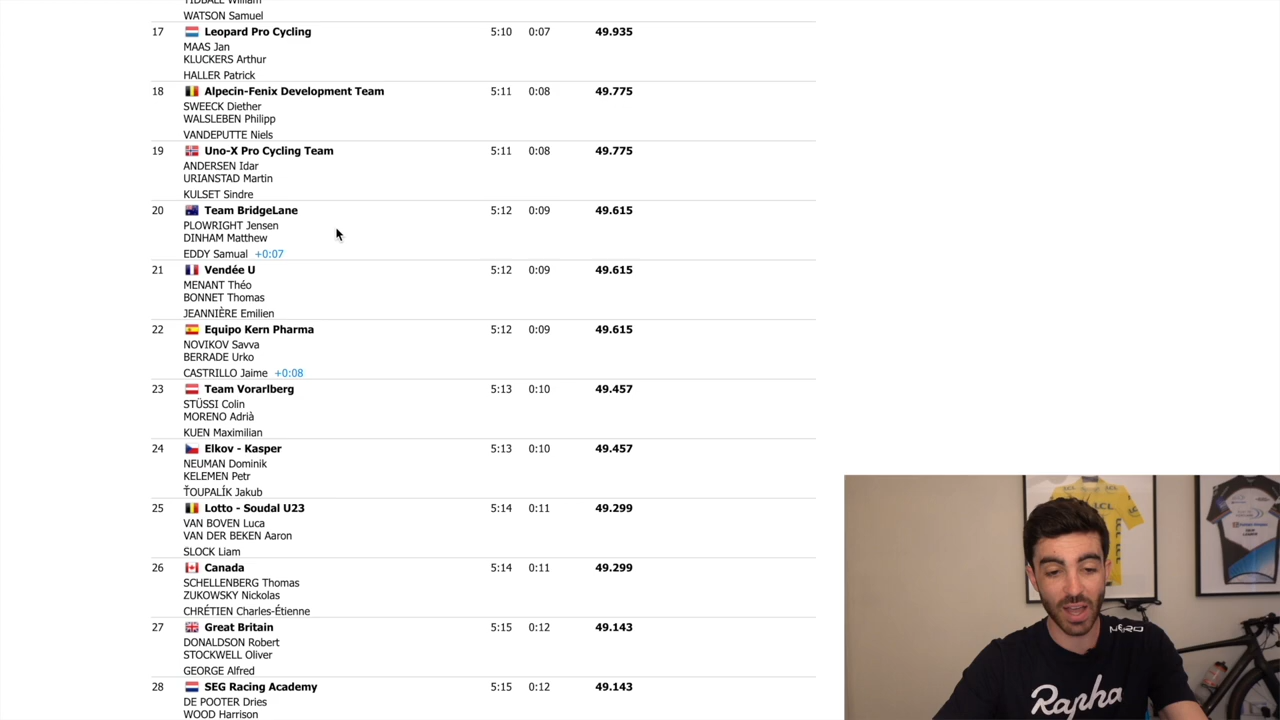 TIDBALL William
WATSON Samuel
17 Leopard Pro Cycling 5:10 0:07 49.935
MAAS Jan
KLUCKERS Arthur
HALLER Patrick
18 Alpecin-Fenix Development Team 5:11 0:08 49.775
SWEECK Diether
WALSLEBEN Philipp
VANDEPUTTE Niels
19 Uno-X Pro Cycling Team 5:11 0:08 49.775
ANDERSEN Idar
URIANSTAD Martin
KULSET Sindre
20 Team BridgeLane 5:12 0:09 49.615
PLOWRIGHT Jensen
DINHAM Matthew
EDDY Samual +0:07
21 Vendée U 5:12 0:09 49.615
MENANT Théo
BONNET Thomas
JEANNIÈRE Emilien
22 Equipo Kern Pharma 5:12 0:09 49.615
NOVIKOV Savva
BERRADE Urko
CASTRILLO Jaime +0:08
23 Team Vorarlberg 5:13 0:10 49.457
STÜSSI Colin
MORENO Adrià
KUEN Maximilian
24 Elkov - Kasper 5:13 0:10 49.457
NEUMAN Dominik
KELEMEN Petr
ŤOUPALÍK Jakub
25 Lotto - Soudal U23 5:14 0:11 49.299
VAN BOVEN Luca
VAN DER BEKEN Aaron
SLOCK Liam
26 Canada 5:14 0:11 49.299
SCHELLENBERG Thomas
ZUKOWSKY Nickolas
CHRÉTIEN Charles-Étienne
27 Great Britain 5:15 0:12 49.143
DONALDSON Robert
STOCKWELL Oliver
GEORGE Alfred
28 SEG Racing Academy 5:15 0:12 49.143
DE POOTER Dries
WOOD Harrison
LCL
NERO
Rapha